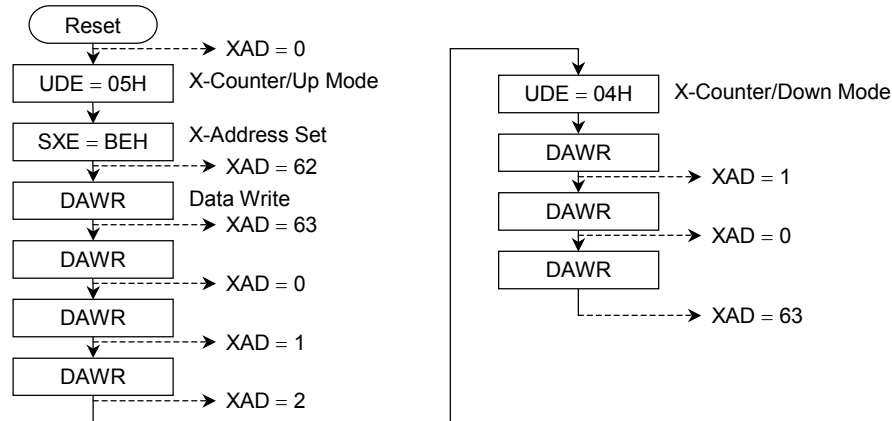 Reset
XAD = 0
UDE = 05H X-Counter/Up Mode
SXE = BEH X-Address Set
XAD = 62
DAWR Data Write
XAD = 63
DAWR
XAD = 0
DAWR
XAD = 1
DAWR
XAD = 2
UDE = 04H X-Counter/Down Mode
DAWR
XAD = 1
DAWR
XAD = 0
DAWR
XAD = 63